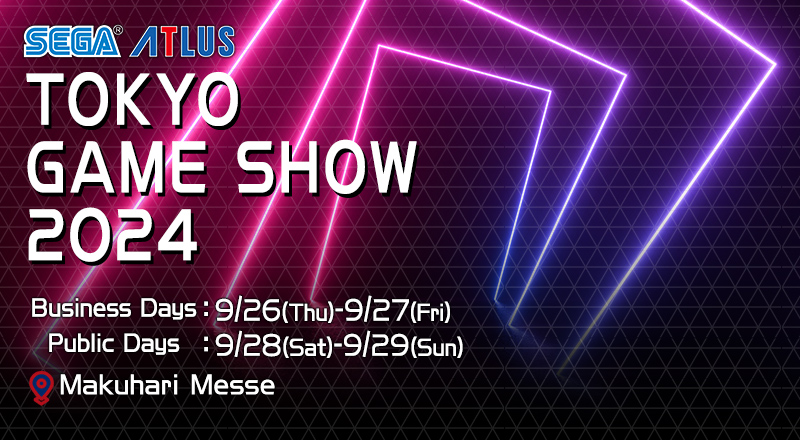 SEGA® ATLUS
TOKYO
GAME SHOW
2024
Business Days : 9/26(Thu)-9/27(Fri)
Public Days : 9/28(Sat)-9/29(Sun)
Makuhari Messe